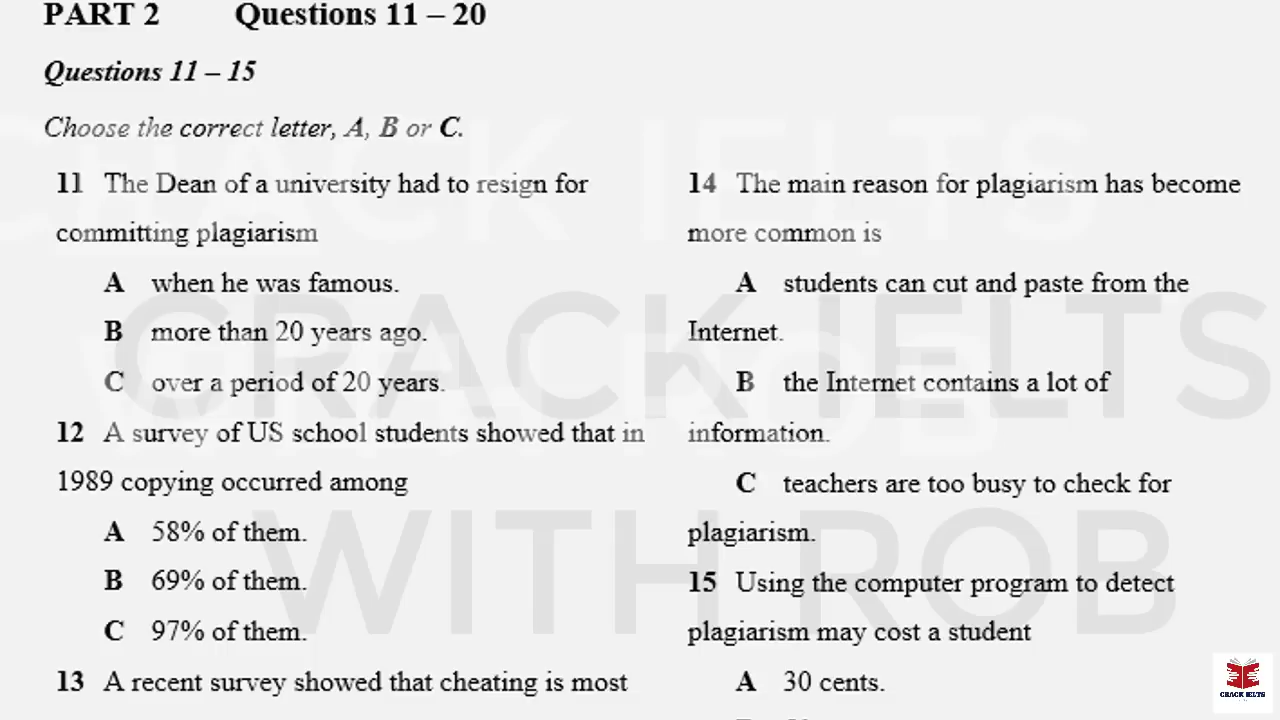 PART 2 Questions 11 – 20
Questions 11 – 15
Choose the correct letter, A, B or C.
11 The Dean of a university had to resign for
committing plagiarism
A when he was famous.
B more than 20 years ago.
C over a period of 20 years.
12 A survey of US school students showed that in
1989 copying occurred among
A 58% of them.
B 69% of them.
C 97% of them.
13 A recent survey showed that cheating is most
14 The main reason for plagiarism has become
more common is
A students can cut and paste from the
Internet.
B the Internet contains a lot of
information.
C teachers are too busy to check for
plagiarism.
15 Using the computer program to detect
plagiarism may cost a student
A 30 cents.
CRACK IELTS
WITH ROB
CRACK IELTS